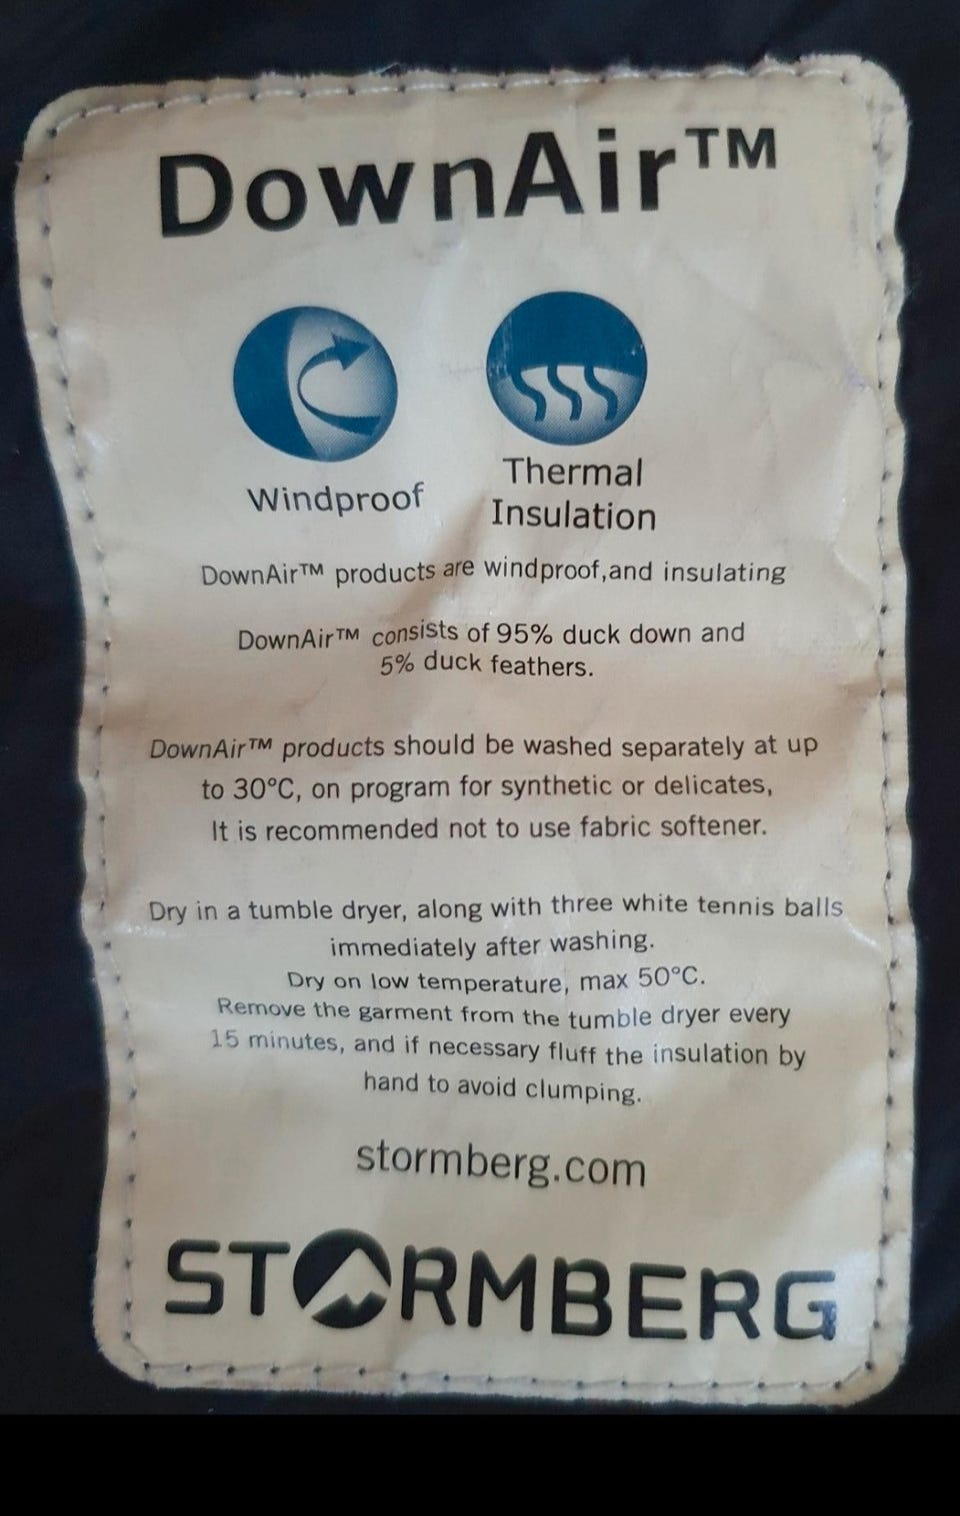 DownAir™
Windproof
Thermal
Insulation
DownAir™ products are windproof,and insulating
DownAir™ consists of 95% duck down and
5% duck feathers.
DownAir™ products should be washed separately at up
to 30°C, on program for synthetic or delicates,
It is recommended not to use fabric softener.
Dry in a tumble dryer, along with three white tennis balls
immediately after washing.
Dry on low temperature, max 50°C.
Remove the garment from the tumble dryer every
15 minutes, and if necessary fluff the insulation by
hand to avoid clumping.
stormberg.com
STORMBERG